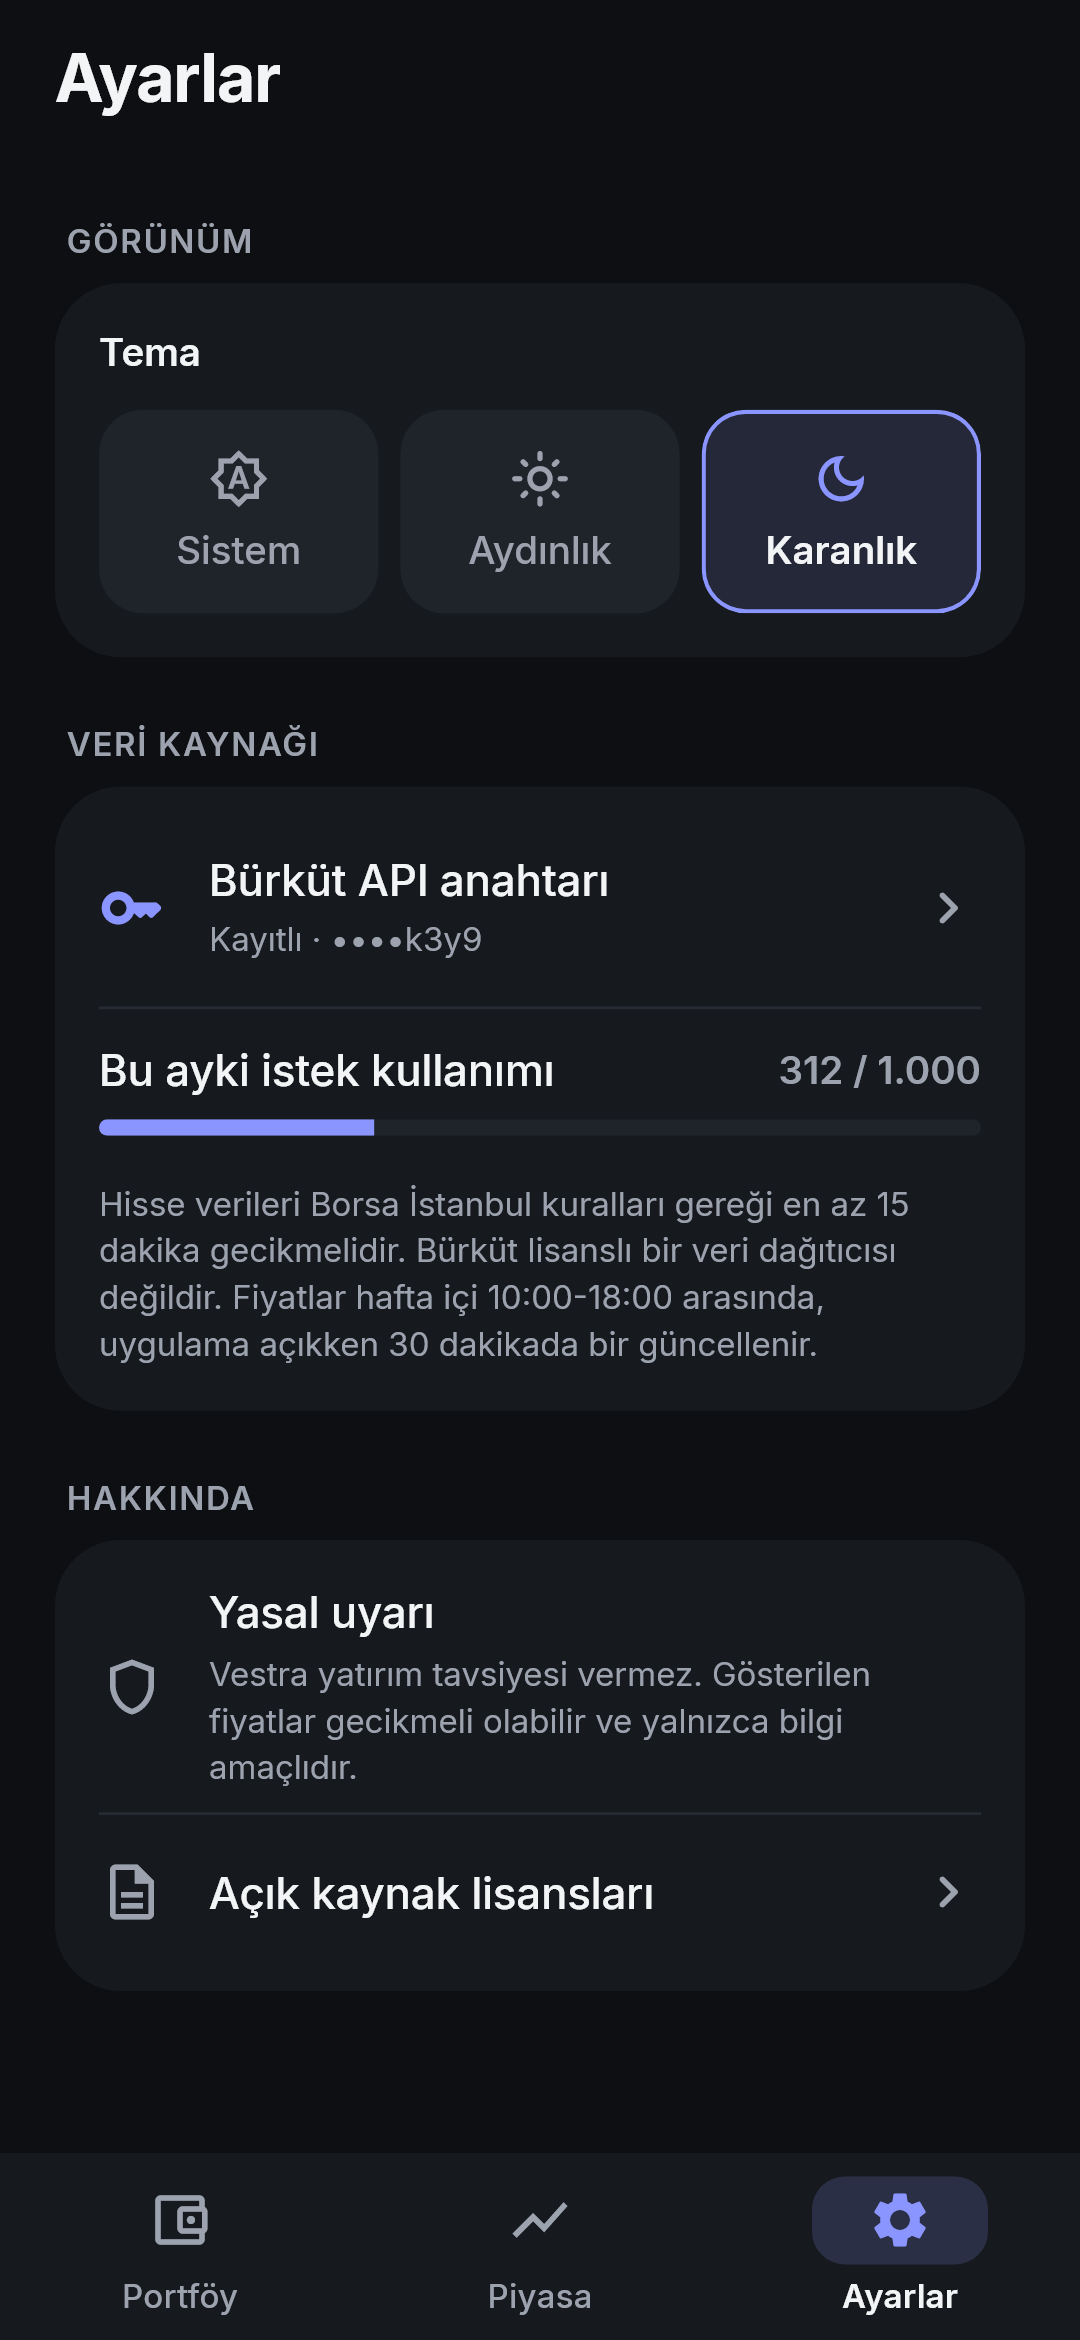 Ayarlar
GÖRÜNÜM
Tema
A
Sistem
Aydınlık
Karanlık
VERİ KAYNAĞI
Bürküt API anahtarı
Kayıtlı · ••••k3y9
Bu ayki istek kullanımı
312 / 1.000
Hisse verileri Borsa İstanbul kuralları gereği en az 15
dakika gecikmelidir. Bürküt lisanslı bir veri dağıtıcısı
değildir. Fiyatlar hafta içi 10:00-18:00 arasında,
uygulama açıkken 30 dakikada bir güncellenir.
HAKKINDA
Yasal uyarı
Vestra yatırım tavsiyesi vermez. Gösterilen
fiyatlar gecikmeli olabilir ve yalnızca bilgi
amaçlıdır.
Açık kaynak lisansları
Portföy
Piyasa
Ayarlar